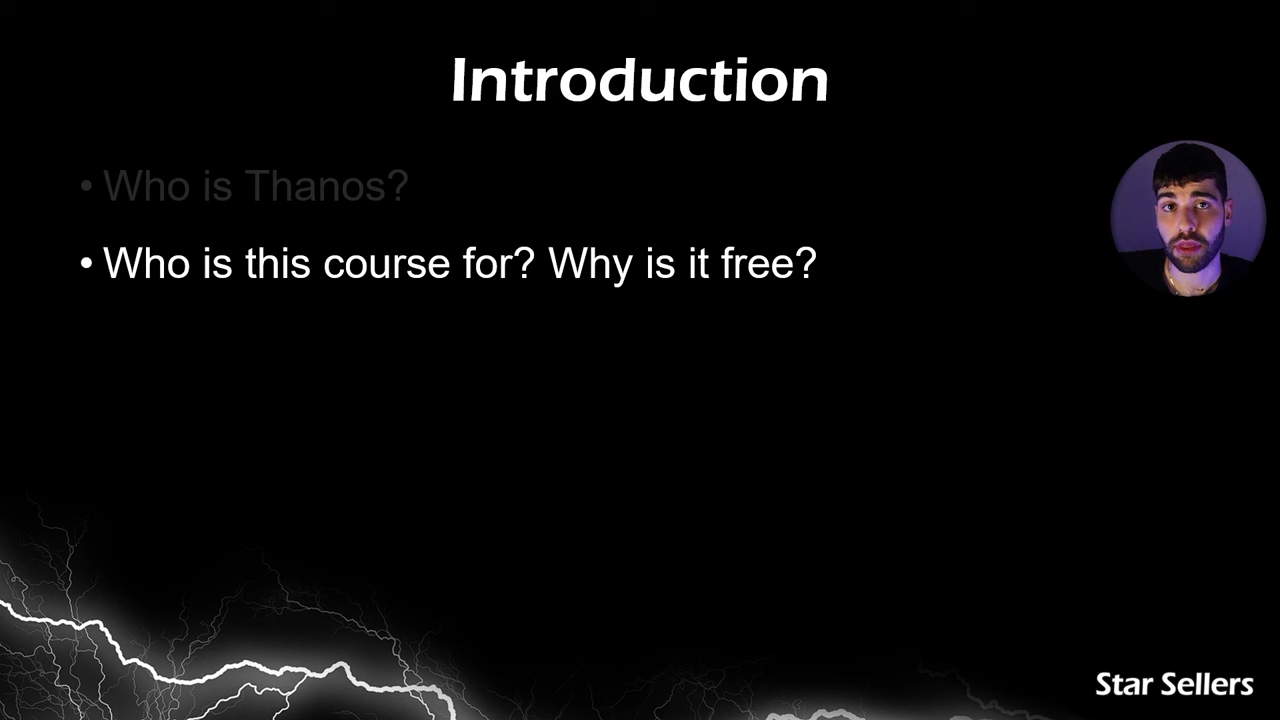 Introduction
• Who is Thanos?
• Who is this course for? Why is it free?
Star Sellers